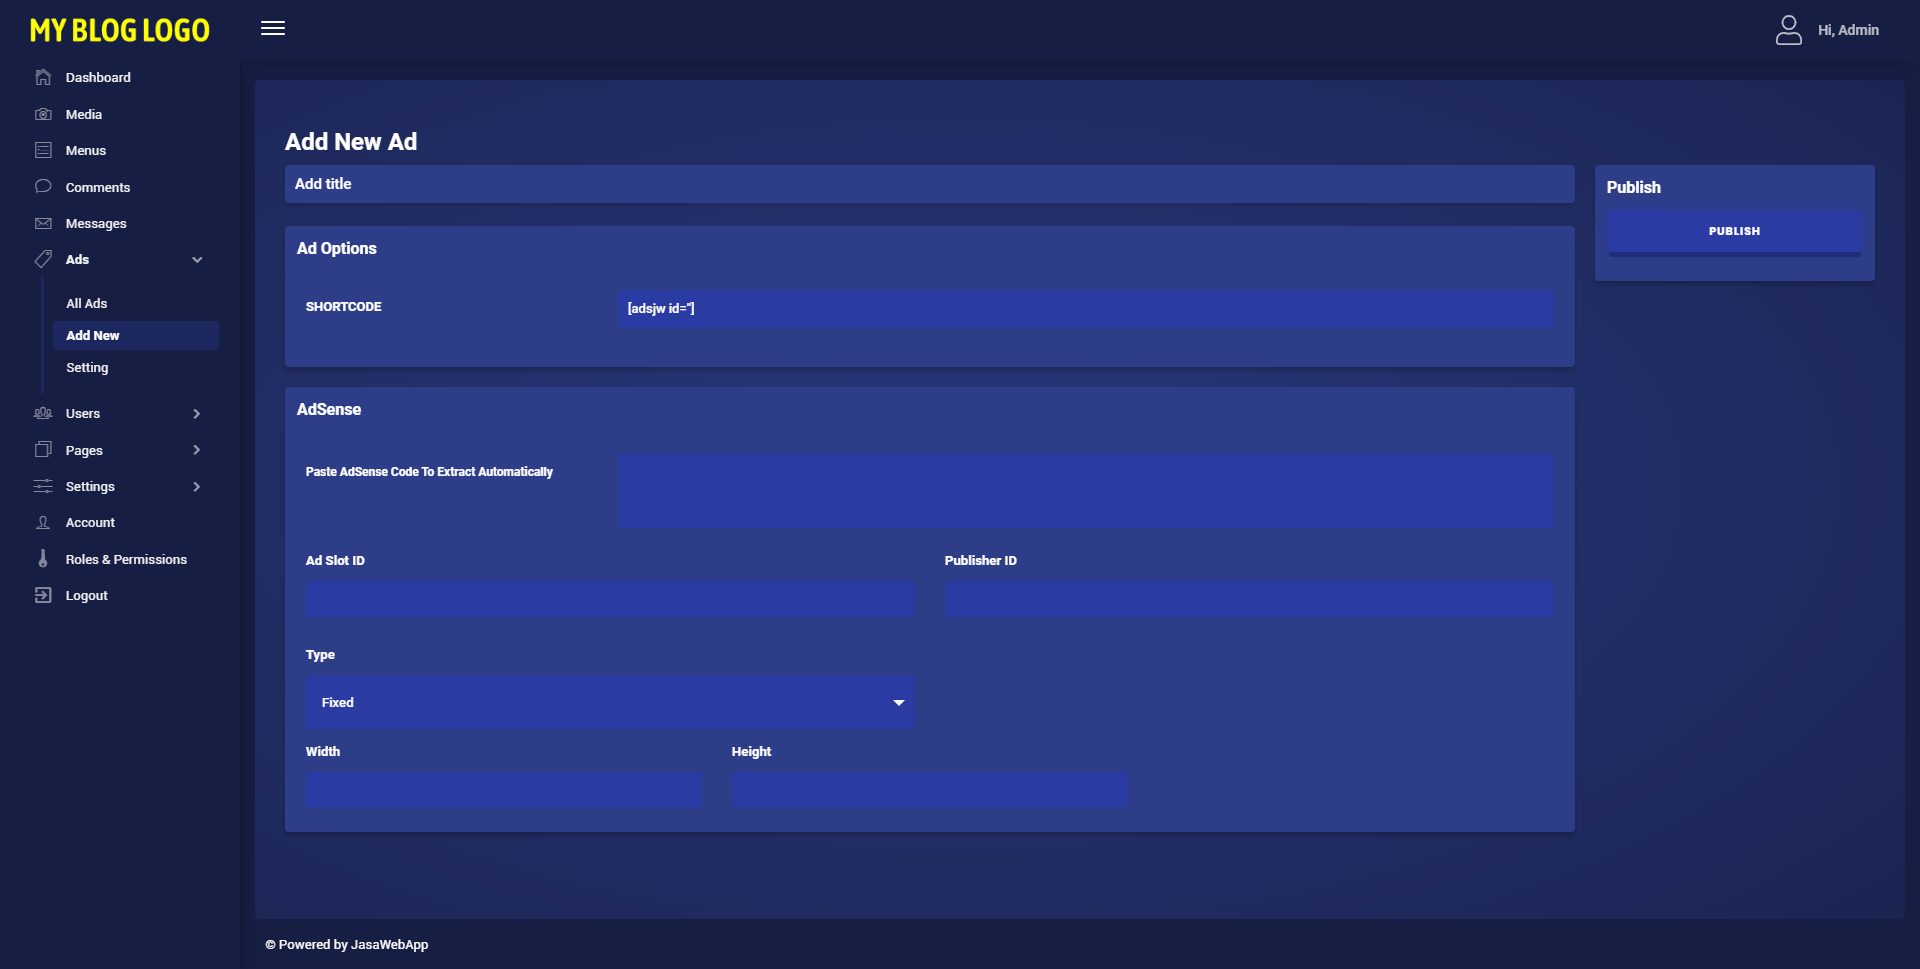 MY BLOG LOGO
Hi, Admin
Dashboard
Media
Menus
Comments
Messages
Ads
All Ads
Add New
Setting
Users
Pages
Settings
Account
Roles & Permissions
Logout
Add New Ad
Add title
Ad Options
SHORTCODE
[adsjw id='']
AdSense
Paste AdSense Code To Extract Automatically
Ad Slot ID
Publisher ID
Type
Fixed
Width
Height
Publish
PUBLISH
© Powered by JasaWebApp